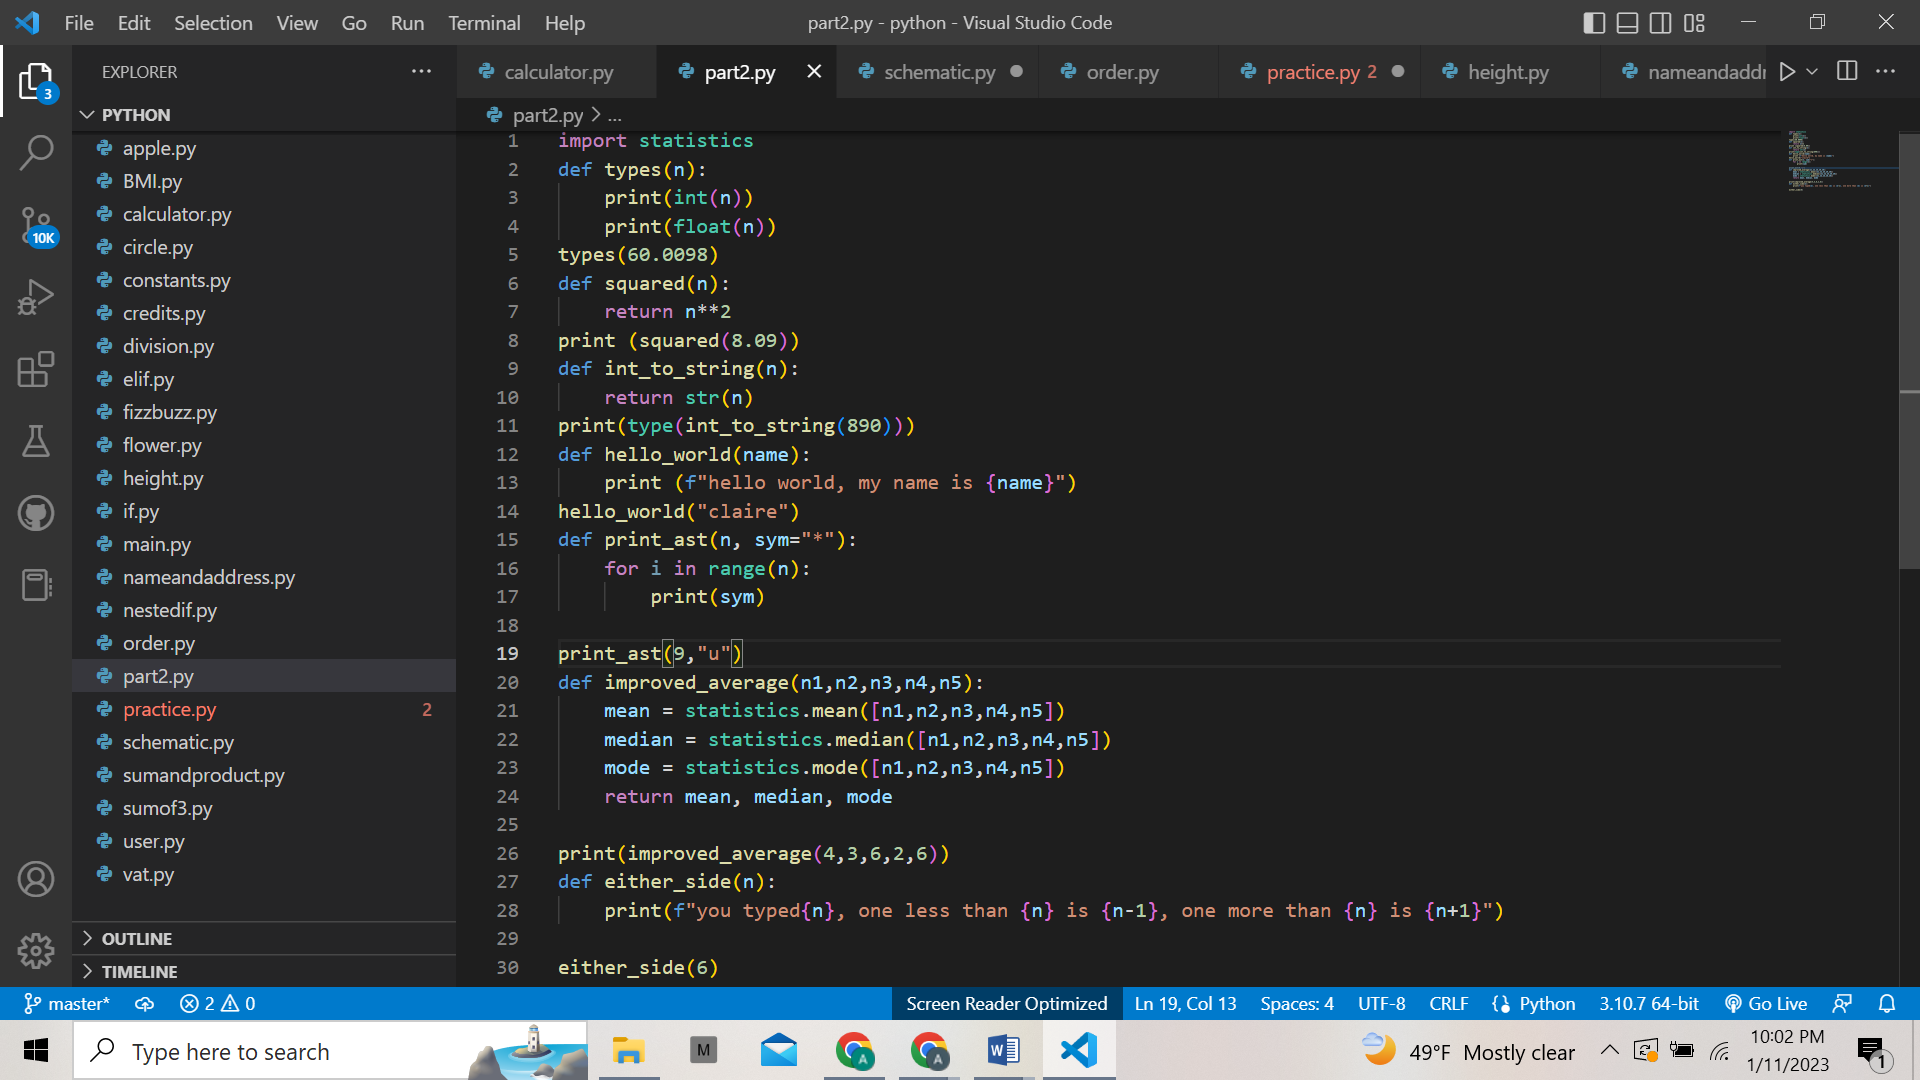 File Edit Selection View Go Run Terminal Help
part2.py - python - Visual Studio Code
EXPLORER
calculator.py
part2.py
schematic.py
order.py
practice.py 2
height.py
nameandaddr
3
10K
PYTHON
apple.py
BMI.py
calculator.py
circle.py
constants.py
credits.py
division.py
elif.py
fizzbuzz.py
flower.py
height.py
if.py
main.py
nameandaddress.py
nestedif.py
order.py
part2.py
practice.py 2
schematic.py
sumandproduct.py
sumof3.py
user.py
vat.py
OUTLINE
TIMELINE
part2.py > ...
1 import statistics
2 def types(n):
3     print(int(n))
4     print(float(n))
5 types(60.0098)
6 def squared(n):
7     return n**2
8 print (squared(8.09))
9 def int_to_string(n):
10     return str(n)
11 print(type(int_to_string(890)))
12 def hello_world(name):
13     print (f"hello world, my name is {name}")
14 hello_world("claire")
15 def print_ast(n, sym="*"):
16     for i in range(n):
17         print(sym)
18
19 print_ast(9,"u")
20 def improved_average(n1,n2,n3,n4,n5):
21     mean = statistics.mean([n1,n2,n3,n4,n5])
22     median = statistics.median([n1,n2,n3,n4,n5])
23     mode = statistics.mode([n1,n2,n3,n4,n5])
24     return mean, median, mode
25
26 print(improved_average(4,3,6,2,6))
27 def either_side(n):
28     print(f"you typed{n}, one less than {n} is {n-1}, one more than {n} is {n+1}")
29
30 either_side(6)
master* 2 0
Screen Reader Optimized Ln 19, Col 13 Spaces: 4 UTF-8 CRLF Python 3.10.7 64-bit Go Live
Type here to search
M
A
A
W
49°F Mostly clear
10:02 PM
1/11/2023
1